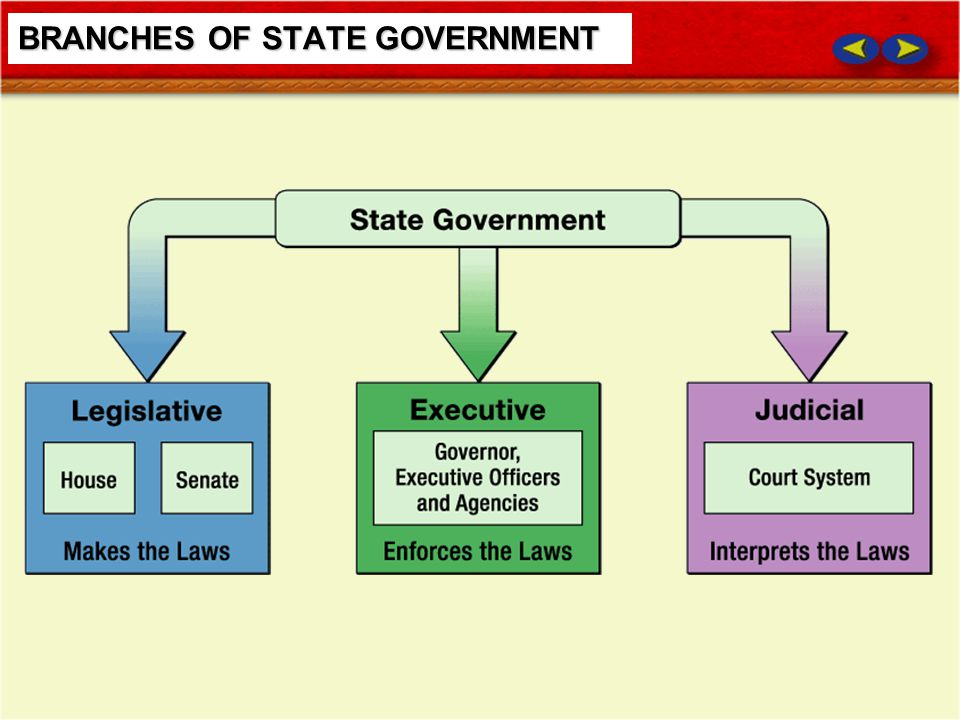 BRANCHES OF STATE GOVERNMENT
State Government
Legislative
House
Senate
Makes the Laws
Executive
Governor,
Executive Officers
and Agencies
Enforces the Laws
Judicial
Court System
Interprets the Laws